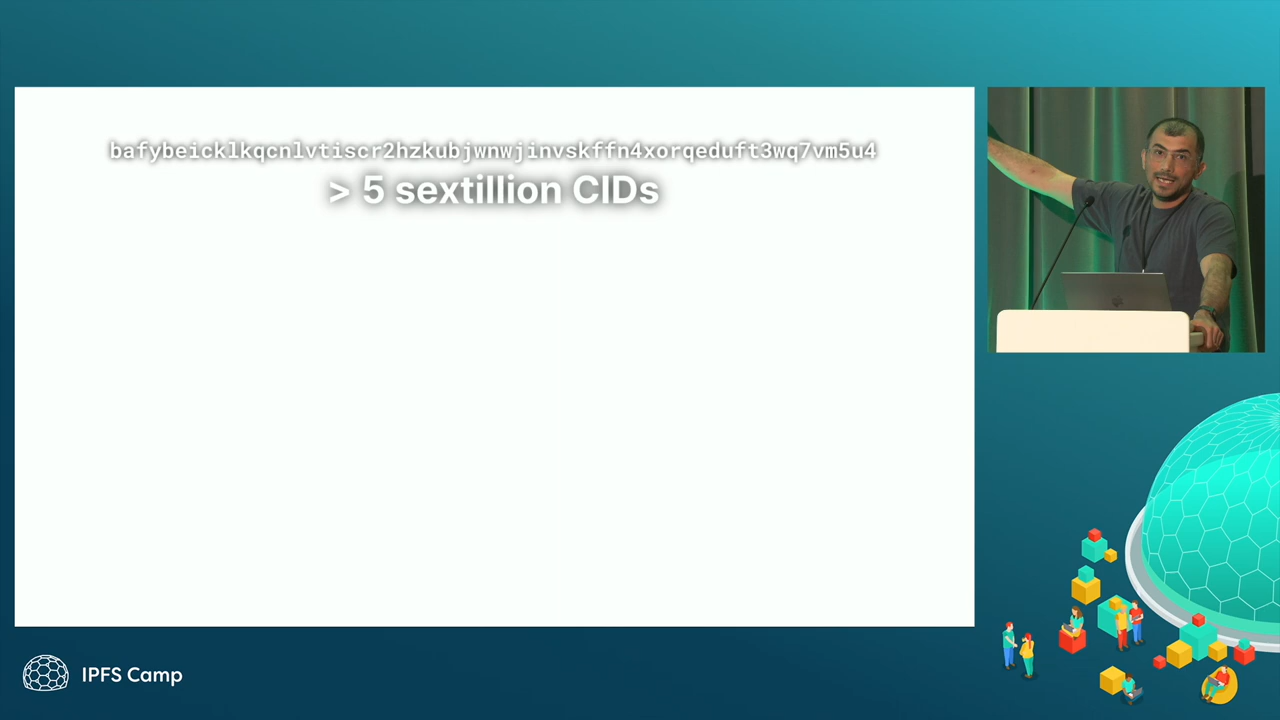 bafybeicklkqcnlvtiscr2hzkubjwnwjinvskffn4xorqeduft3wq7vm5u4
> 5 sextillion CIDs
IPFS Camp